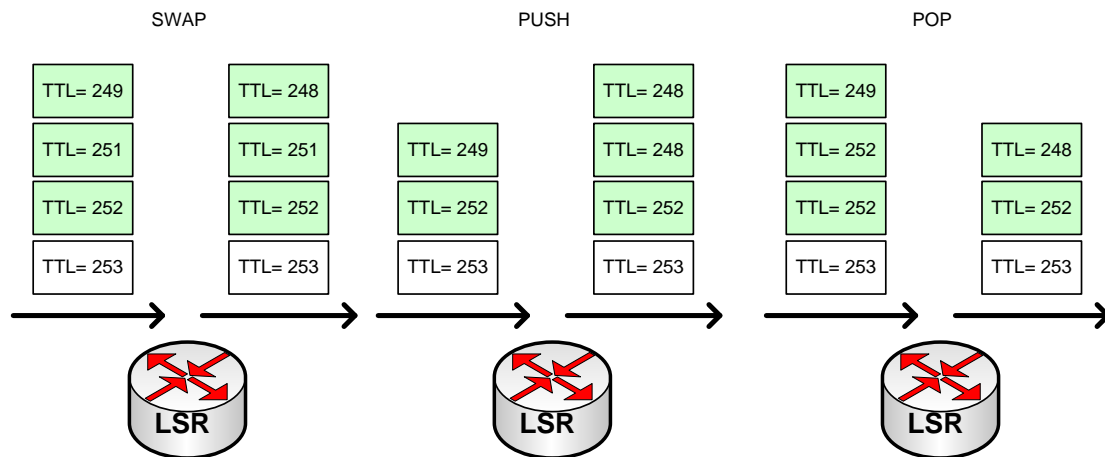 SWAP
PUSH
POP
TTL= 249
TTL= 251
TTL= 252
TTL= 253
TTL= 248
TTL= 251
TTL= 252
TTL= 253
TTL= 249
TTL= 252
TTL= 253
TTL= 248
TTL= 248
TTL= 252
TTL= 253
TTL= 249
TTL= 252
TTL= 252
TTL= 253
TTL= 248
TTL= 252
TTL= 253
LSR
LSR
LSR